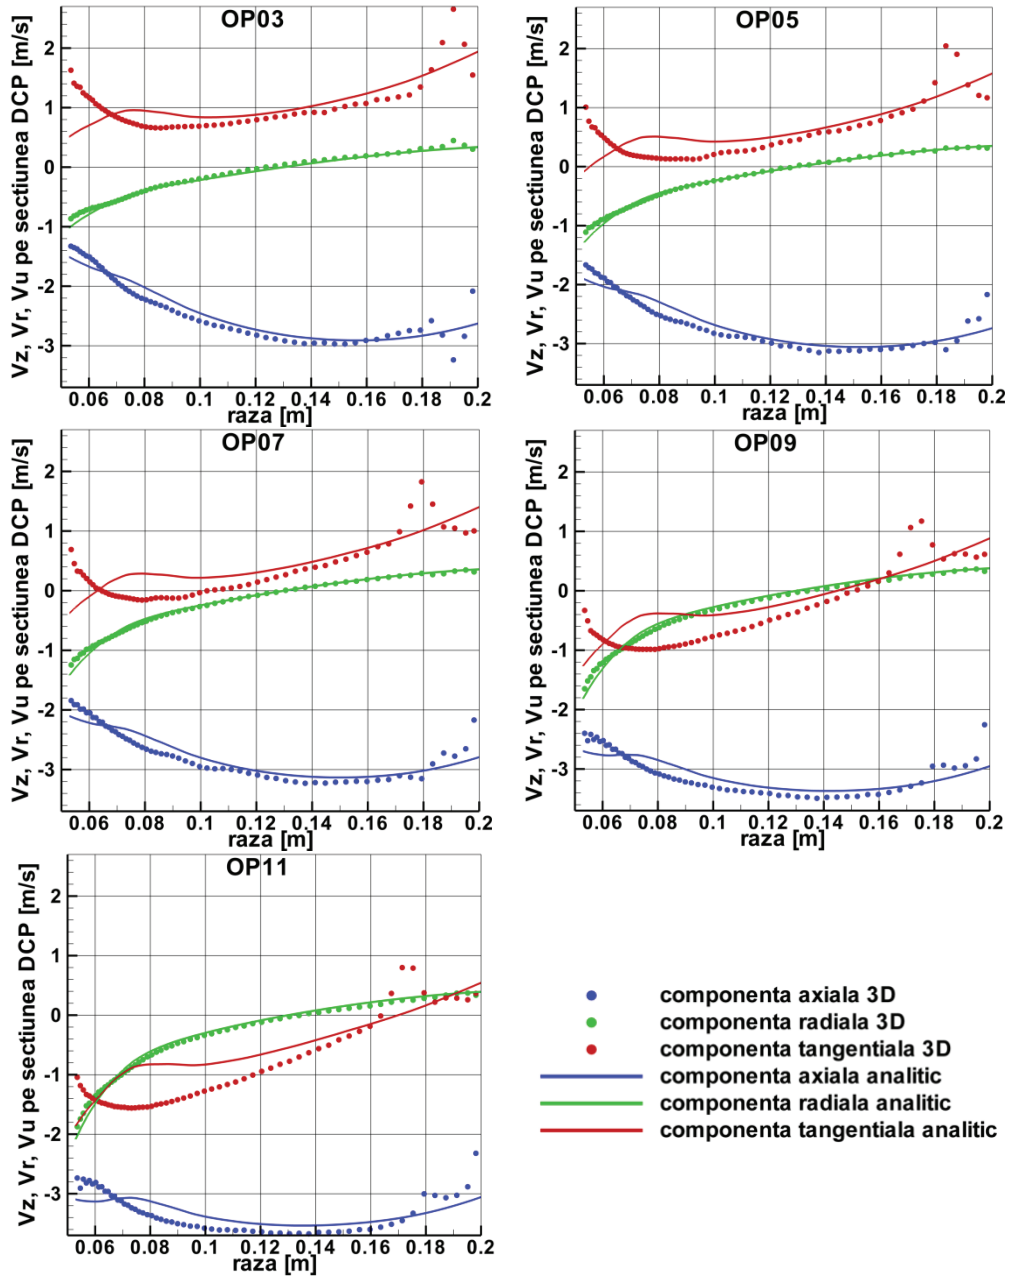 OP03
Vz, Vr, Vu pe sectiunea DCP [m/s]
2
1
0
-1
-2
-3
0.06 0.08 0.1 0.12 0.14 0.16 0.18 0.2
raza [m]
OP05
Vz, Vr, Vu pe sectiunea DCP [m/s]
2
1
0
-1
-2
-3
0.06 0.08 0.1 0.12 0.14 0.16 0.18 0.2
raza [m]
OP07
Vz, Vr, Vu pe sectiunea DCP [m/s]
2
1
0
-1
-2
-3
0.06 0.08 0.1 0.12 0.14 0.16 0.18 0.2
raza [m]
OP09
Vz, Vr, Vu pe sectiunea DCP [m/s]
2
1
0
-1
-2
-3
0.06 0.08 0.1 0.12 0.14 0.16 0.18 0.2
raza [m]
OP11
Vz, Vr, Vu pe sectiunea DCP [m/s]
2
1
0
-1
-2
-3
0.06 0.08 0.1 0.12 0.14 0.16 0.18 0.2
raza [m]
componenta axiala 3D
componenta radiala 3D
componenta tangentiala 3D
componenta axiala analitic
componenta radiala analitic
componenta tangentiala analitic